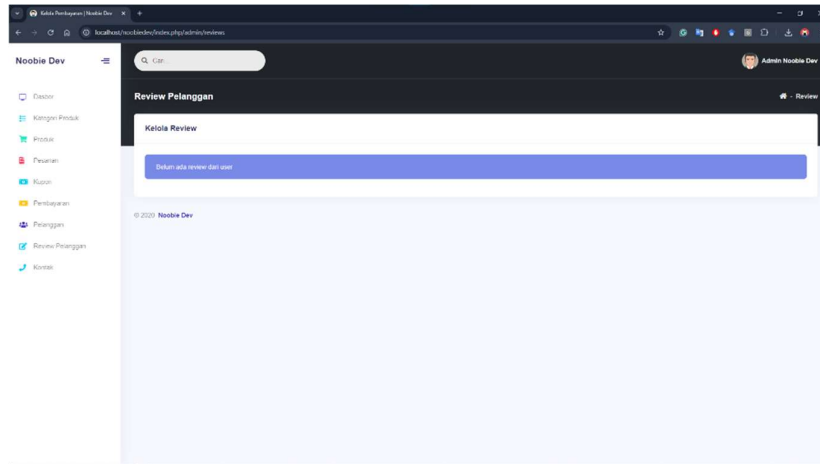 Kelola Pembayaran | Noobie Dev
localhost/noobiedev/index.php/admin/reviews
Noobie Dev
Cari...
Admin Noobie Dev
Dasbor
Kategori Produk
Produk
Pesanan
Kupon
Pembayaran
Pelanggan
Review Pelanggan
Kontak
Review Pelanggan
- Review
Kelola Review
Belum ada review dari user
© 2020 Noobie Dev